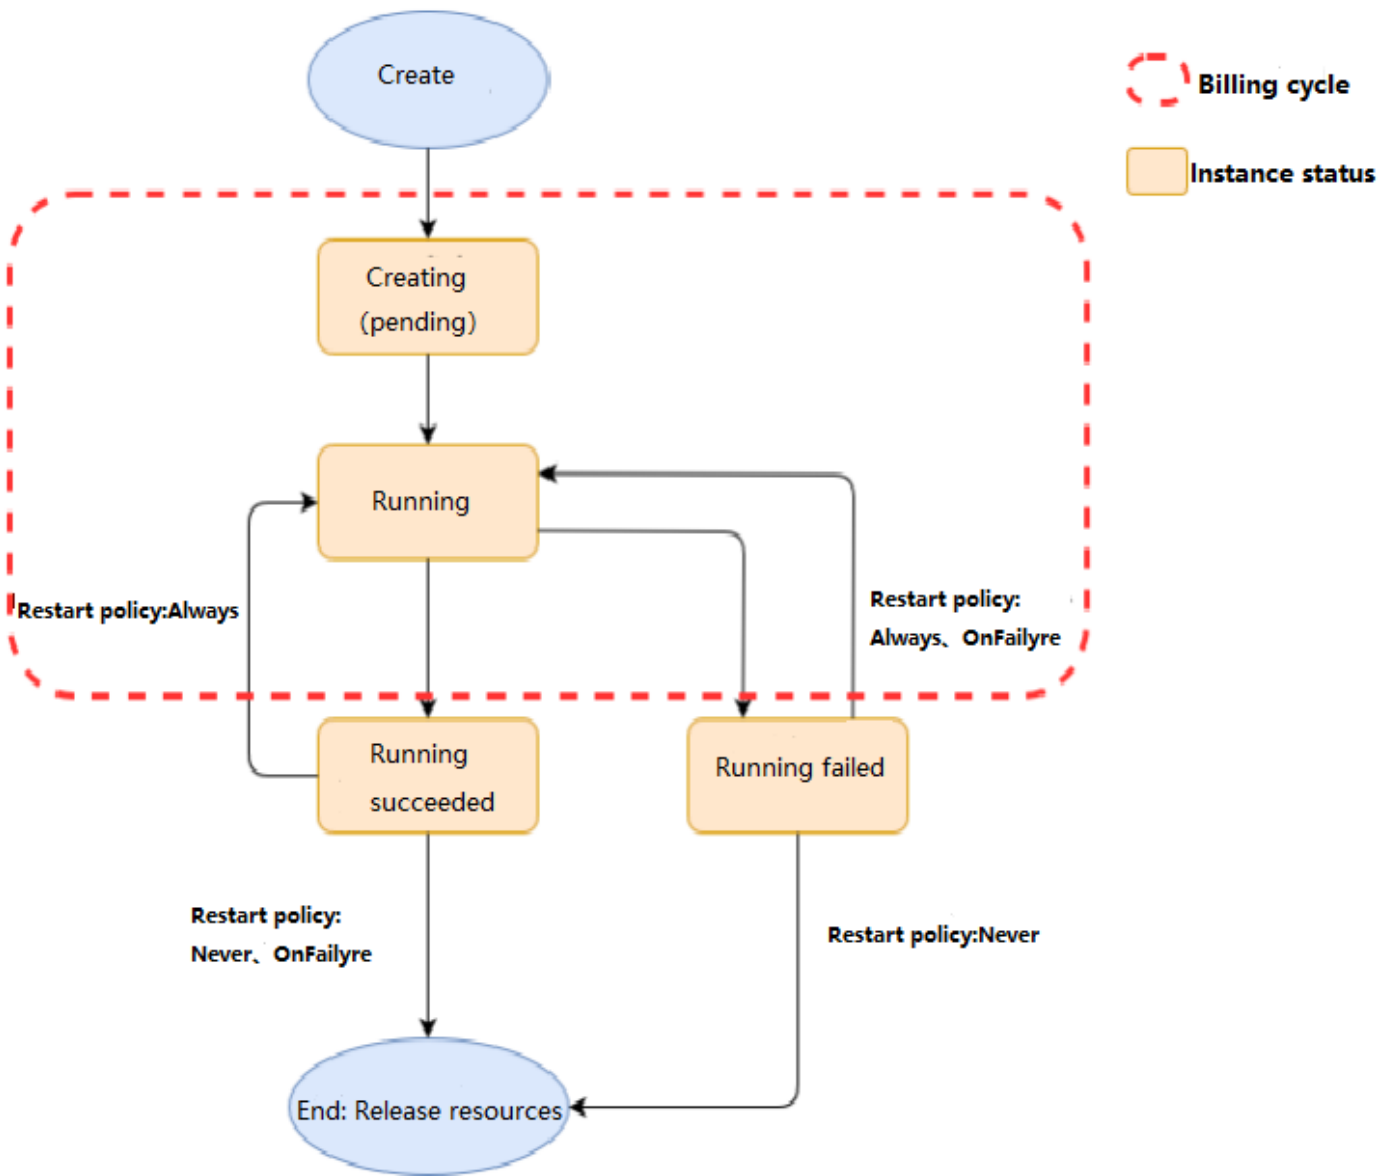 Create
Billing cycle
Instance status
Creating
(pending)
Running
Restart policy:Always
Restart policy:
Always、OnFailyre
Running
succeeded
Running failed
Restart policy:
Never、OnFailyre
Restart policy:Never
End: Release resources